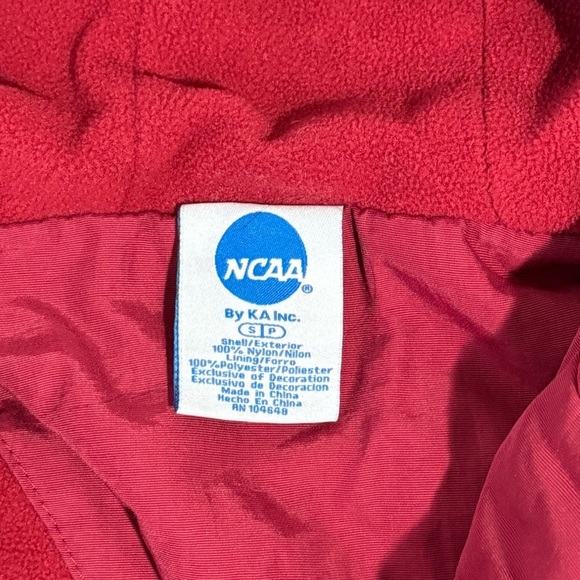 NCAA®
By KA Inc.
S P
Shell/Exterior
100% Nylon/Nilon
Lining/Forro
100%Polyester/Poliester
Exclusive of Decoration
Exclusivo de Decoracion
Made in China
Hecho En China
RN 104648